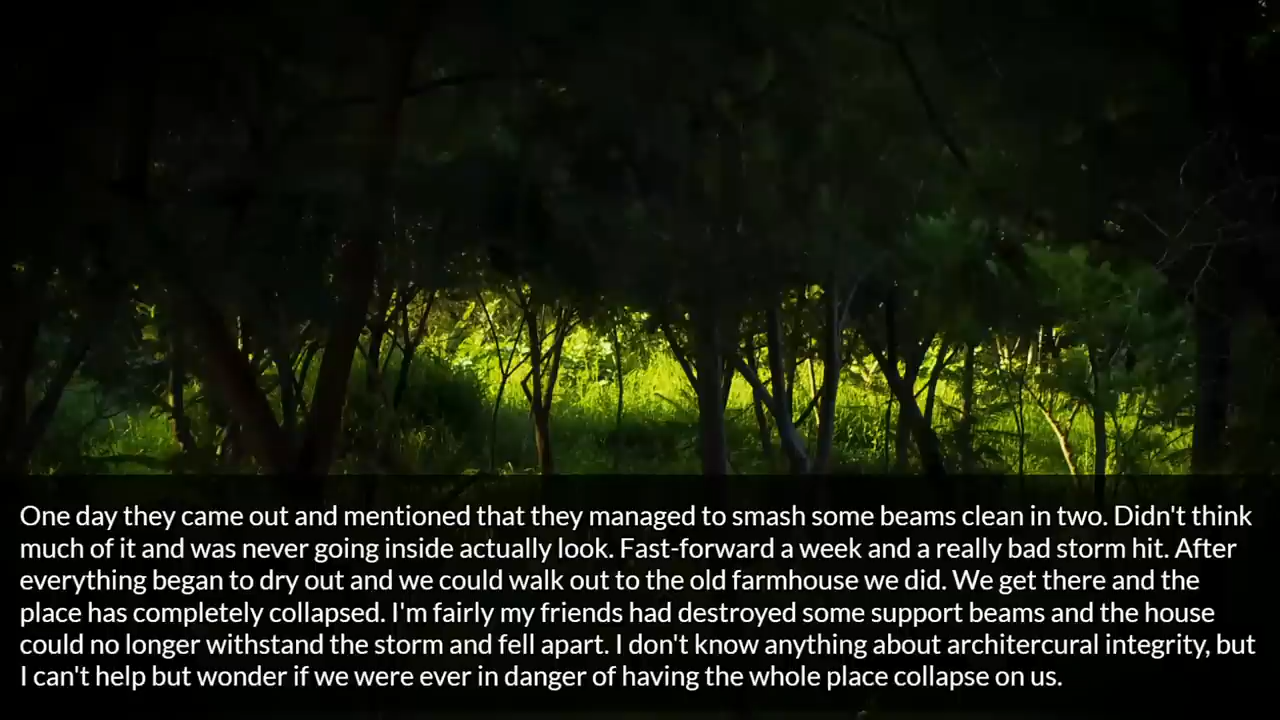 One day they came out and mentioned that they managed to smash some beams clean in two. Didn't think
much of it and was never going inside actually look. Fast-forward a week and a really bad storm hit. After
everything began to dry out and we could walk out to the old farmhouse we did. We get there and the
place has completely collapsed. I'm fairly my friends had destroyed some support beams and the house
could no longer withstand the storm and fell apart. I don't know anything about architercural integrity, but
I can't help but wonder if we were ever in danger of having the whole place collapse on us.